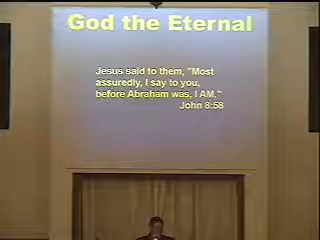 God the Eternal
Jesus said to them, "Most
assuredly, I say to you,
before Abraham was, I AM."
John 8:58